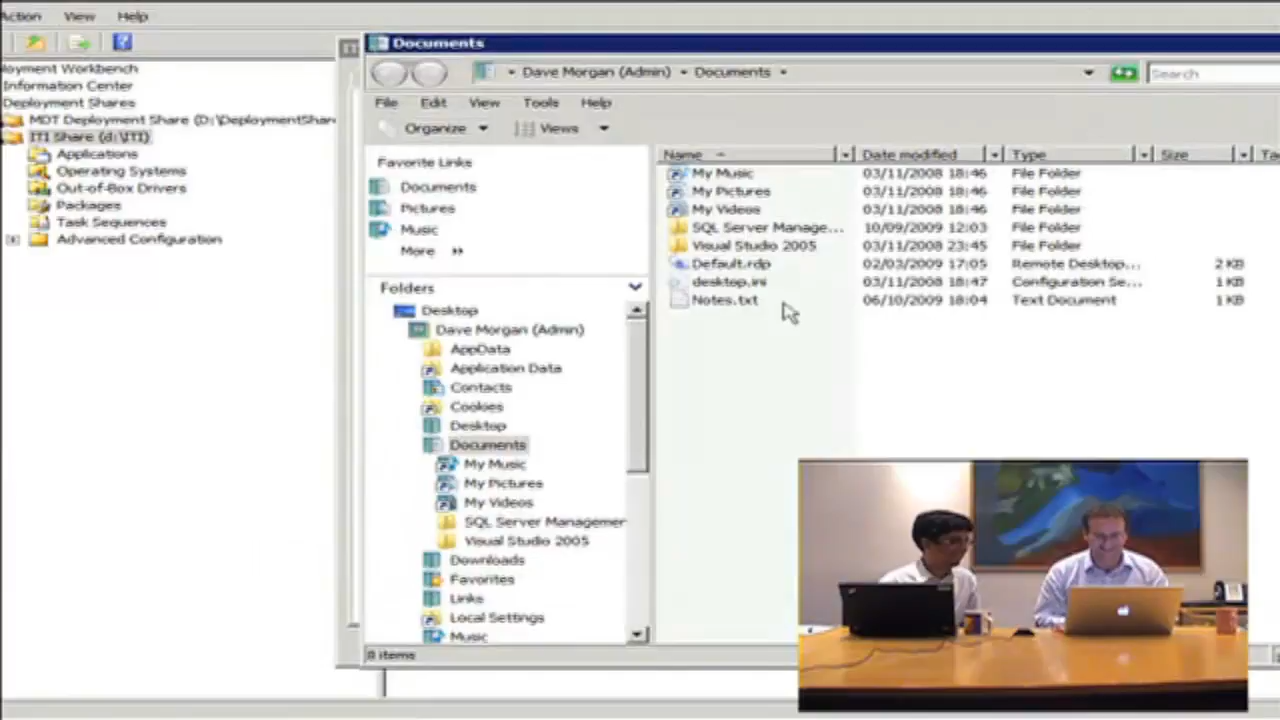 Action View Help
loyment Workbench
Information Center
Deployment Shares
MDT Deployment Share (D:\DeploymentShare
ITI Share (d:\ITI)
Applications
Operating Systems
Out-of-Box Drivers
Packages
Task Sequences
Advanced Configuration
Documents
Dave Morgan (Admin) Documents
Search
File Edit View Tools Help
Organize Views
Favorite Links
Documents
Pictures
Music
More »
Folders
Desktop
Dave Morgan (Admin)
AppData
Application Data
Contacts
Cookies
Desktop
Documents
My Music
My Pictures
My Videos
SQL Server Managemen
Visual Studio 2005
Downloads
Favorites
Links
Local Settings
Music
Name Date modified Type Size Ta
My Music 03/11/2008 18:46 File Folder
My Pictures 03/11/2008 18:46 File Folder
My Videos 03/11/2008 18:46 File Folder
SQL Server Manage... 10/09/2009 12:03 File Folder
Visual Studio 2005 03/11/2008 23:45 File Folder
Default.rdp 02/03/2009 17:05 Remote Desktop... 2 KB
desktop.ini 03/11/2008 18:47 Configuration Se... 1 KB
Notes.txt 06/10/2009 18:04 Text Document 1 KB
8 items